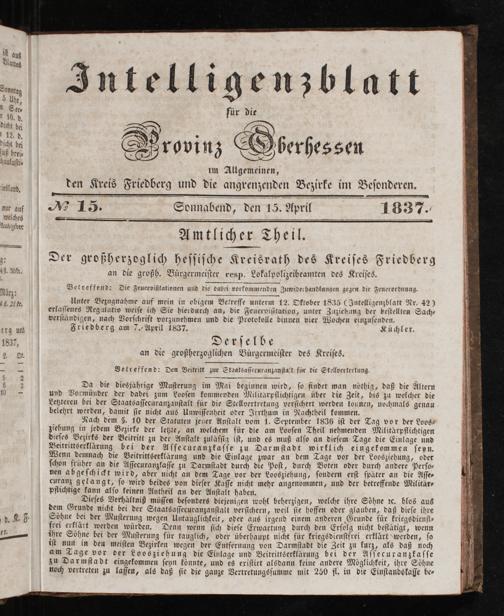 Intelligenzblatt
für die
Provinz Oberhessen
im Allgemeinen,
den Kreis Friedberg und die angrenzenden Bezirke im Besonderen.
№ 15. Sonnabend, den 15. April 1837.
Amtlicher Theil.
Der großherzoglich hessische Kreisrath des Kreises Friedberg
an die großh. Bürgermeister resp. Lokalpolizeibeamten des Kreises.
Betreffend: Die Feuervisitationen und die dabei vorkommenden Zuwiderhandlungen gegen die Feuerordnung.
Unter Bezugnahme auf mein in obigem Betreffe unterm 12. Oktober 1835 (Intelligenzblatt Nr. 42)
erlassenes Regulativ weise ich Sie hierdurch an, die Feuervisitation, unter Zuziehung der bestellten Sach-
verständigen, nach Vorschrift vorzunehmen und die Protokolle binnen vier Wochen einzusenden.
Friedberg am 7. April 1837. Küchler.
Derselbe
an die großherzoglichen Bürgermeister des Kreises.
Betreffend: Den Beitritt zur Staatsassecuranzanstalt für die Stellvertretung.
Da die diesjährige Musterung im Mai beginnen wird, so findet man nöthig, daß die Ältern
und Vormünder der dabei zum Loosen kommenden Militärpflichtigen über die Zeit, bis zu welcher die
Letzteren bei der Staatsassecuranzanstalt für die Stellvertretung versichert werden können, nochmals genau
belehrt werden, damit sie nicht aus Unwissenheit oder Irrthum in Nachtheil kommen.
Nach dem §. 10 der Statuten jener Anstalt vom 1. September 1836 ist der Tag vor der Loos-
ziehung in jedem Bezirke der letzte, an welchem für die am Loosen Theil nehmenden Militärpflichtigen
dieses Bezirks der Beitritt zu der Anstalt zulässig ist, und es muß also an diesem Tage die Einlage und
Beitrittserklärung bei der Assecuranzcasse zu Darmstadt wirklich eingekommen seyn.
Wenn demnach die Beitrittserklärung und die Einlage zwar an dem Tage vor der Loosziehung, oder
schon früher an die Assecuranzkasse zu Darmstadt durch die Post, durch Boten oder durch andere Perso-
nen abgeschickt wird, aber nicht an dem Tage vor der Loosziehung, sondern erst später an die Asse-
curanz gelangt, so wird beides von dieser Kasse nicht mehr angenommen, und der betreffende Militär-
pflichtige kann also keinen Antheil an der Anstalt haben.
Dieses Verhältniß müssen besonders diejenigen wohl beherzigen, welche ihre Söhne ec. blos aus
dem Grunde nicht bei der Staatsassecuranzanstalt versichern, weil sie hoffen oder glauben, daß diese ihre
Söhne bei der Musterung wegen Untauglichkeit, oder aus irgend einem anderen Grunde für kriegsdienst-
frei erklärt werden würden. Denn wenn sich diese Erwartung durch den Erfolg nicht bestätigt, wenn
ihre Söhne bei der Musterung für tauglich, oder überhaupt nicht für kriegsdienstfrei erklärt werden, so
ist nun in den meisten Bezirken wegen der Entfernung von Darmstadt die Zeit zu kurz, als daß noch
am Tage vor der Loosziehung die Einlage und Beitrittserklärung bei der Assecuranzkasse
zu Darmstadt eingekommen seyn könnte, und es existirt alsdann keine andere Möglichkeit, ihre Söhne
noch vertreten zu lassen, als daß sie die ganze Vertretungssumme mit 250 fl. in die Einstandskasse be-